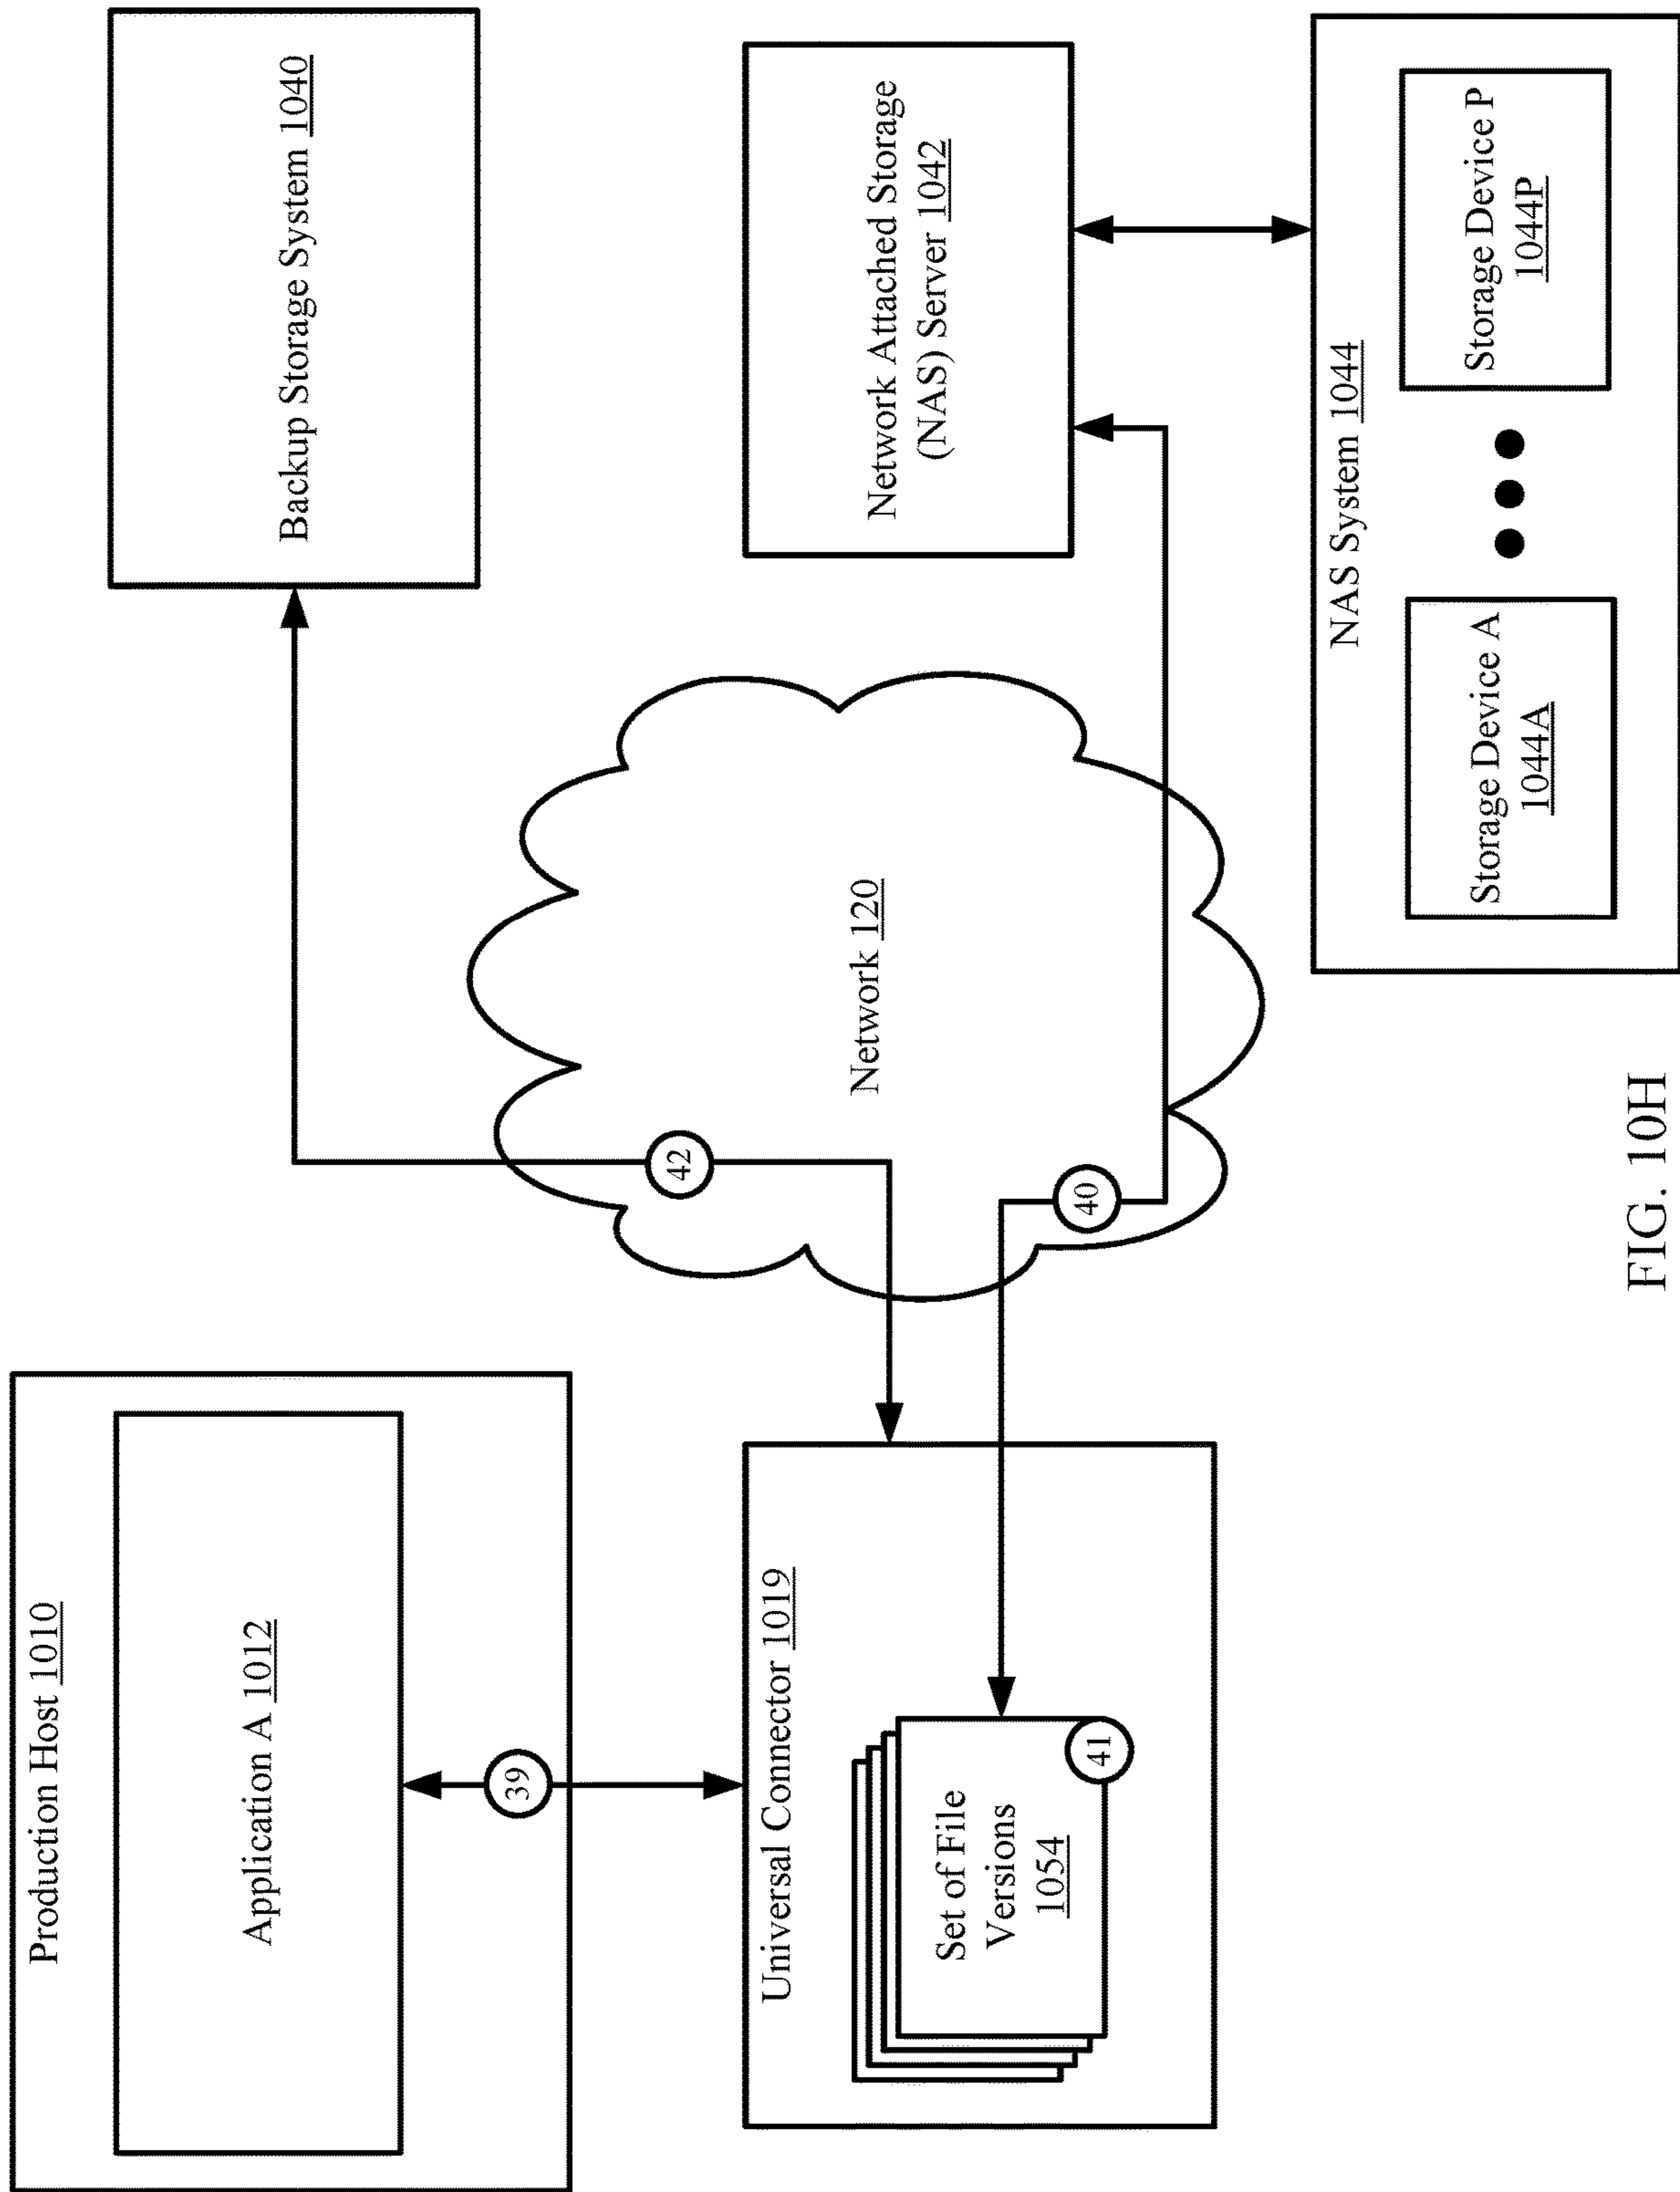 Production Host 1010
Application A 1012
39
Universal Connector 1019
Set of File
Versions
1054
41
42
40
Network 120
Backup Storage System 1040
Network Attached Storage
(NAS) Server 1042
NAS System 1044
Storage Device A
1044A
Storage Device P
1044P
FIG. 10H